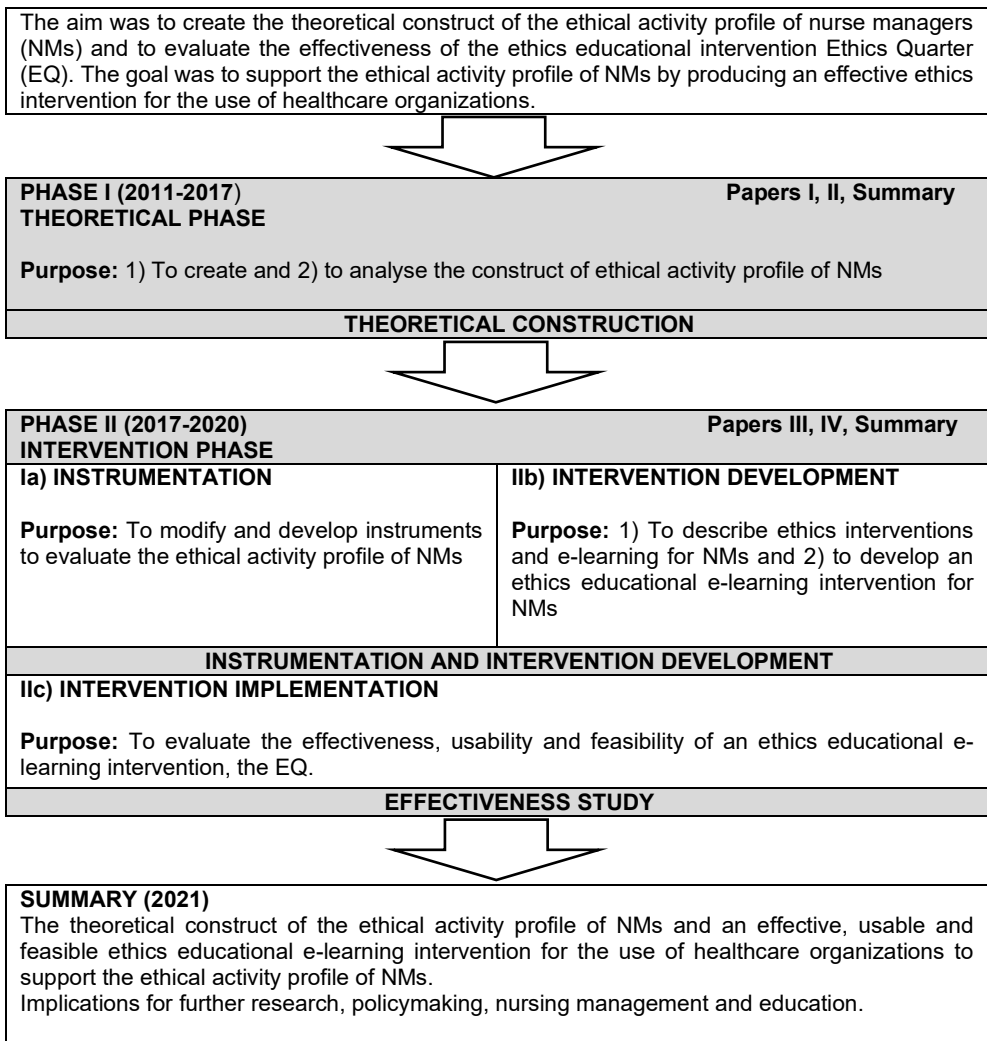 The aim was to create the theoretical construct of the ethical activity profile of nurse managers
(NMs) and to evaluate the effectiveness of the ethics educational intervention Ethics Quarter
(EQ). The goal was to support the ethical activity profile of NMs by producing an effective ethics
intervention for the use of healthcare organizations.
PHASE I (2011-2017) Papers I, II, Summary
THEORETICAL PHASE
Purpose: 1) To create and 2) to analyse the construct of ethical activity profile of NMs
THEORETICAL CONSTRUCTION
PHASE II (2017-2020) Papers III, IV, Summary
INTERVENTION PHASE
Ia) INSTRUMENTATION
Purpose: To modify and develop instruments
to evaluate the ethical activity profile of NMs
IIb) INTERVENTION DEVELOPMENT
Purpose: 1) To describe ethics interventions
and e-learning for NMs and 2) to develop an
ethics educational e-learning intervention for
NMs
INSTRUMENTATION AND INTERVENTION DEVELOPMENT
IIc) INTERVENTION IMPLEMENTATION
Purpose: To evaluate the effectiveness, usability and feasibility of an ethics educational e-
learning intervention, the EQ.
EFFECTIVENESS STUDY
SUMMARY (2021)
The theoretical construct of the ethical activity profile of NMs and an effective, usable and
feasible ethics educational e-learning intervention for the use of healthcare organizations to
support the ethical activity profile of NMs.
Implications for further research, policymaking, nursing management and education.